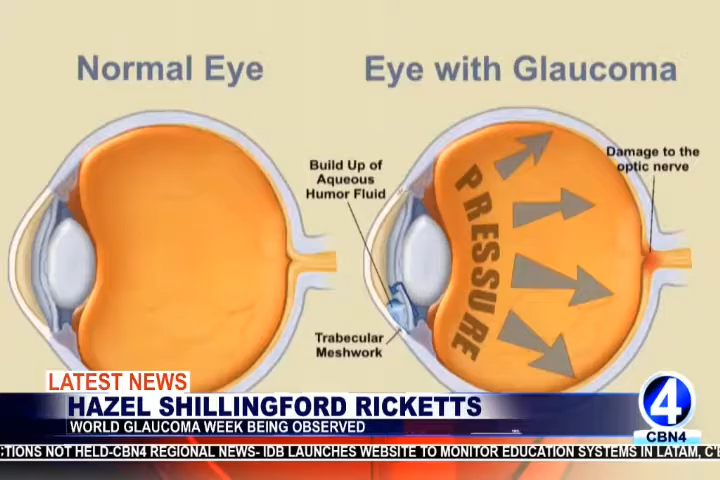 Normal Eye
Eye with Glaucoma
Build Up of
Aqueous
Humor Fluid
Damage to the
optic nerve
PRESSURE
Trabecular
Meshwork
LATEST NEWS
HAZEL SHILLINGFORD RICKETTS
WORLD GLAUCOMA WEEK BEING OBSERVED
4
CBN4
CTIONS NOT HELD-CBN4 REGIONAL NEWS- IDB LAUNCHES WEBSITE TO MONITOR EDUCATION SYSTEMS IN LATAM, C'